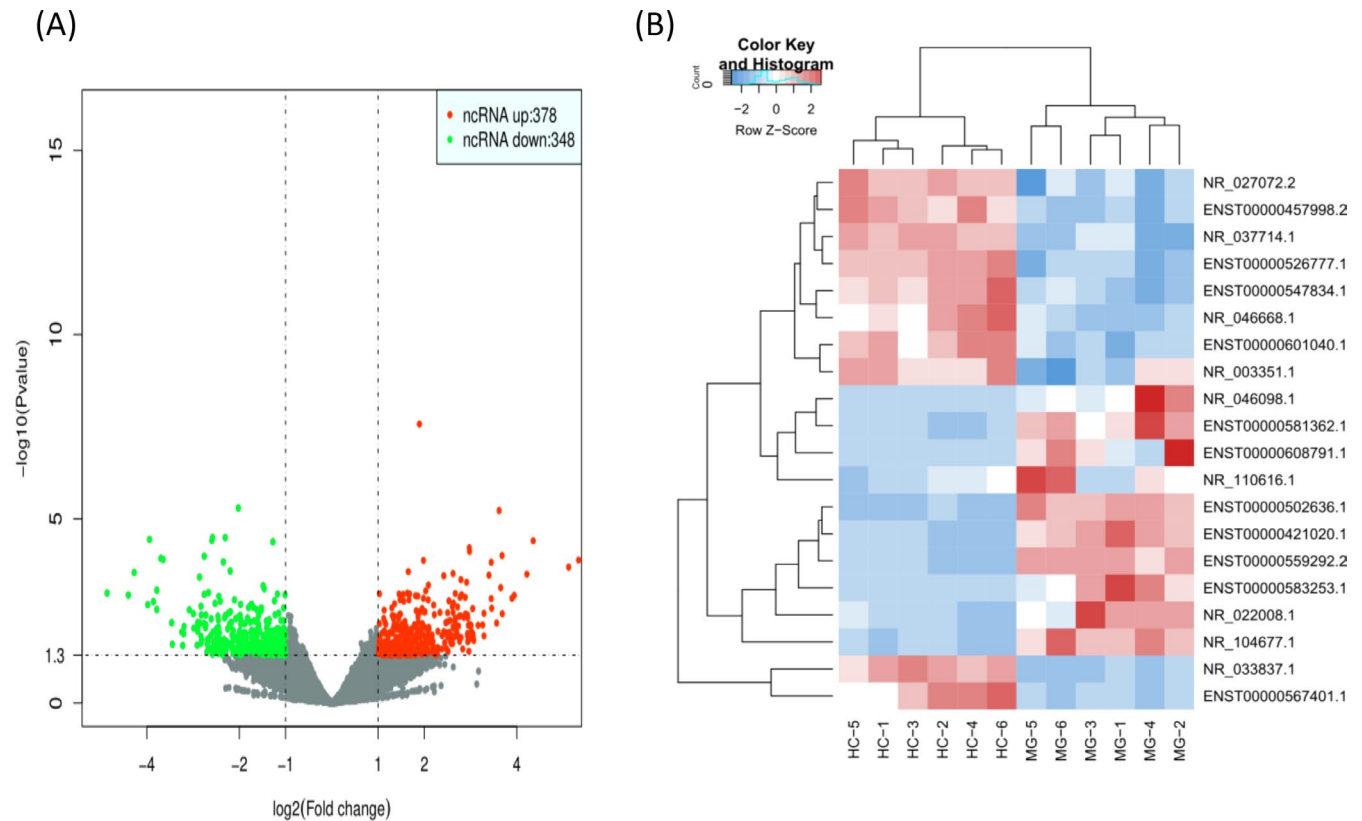 (A)
ncRNA up:378
ncRNA down:348
15
10
5
1.3
0
−log10(Pvalue)
−4
−2
−1
1
2
4
log2(Fold change)
(B)
Color Key
and Histogram
Count
0
−2
0
2
Row Z−Score
NR_027072.2
ENST00000457998.2
NR_037714.1
ENST00000526777.1
ENST00000547834.1
NR_046668.1
ENST00000601040.1
NR_003351.1
NR_046098.1
ENST00000581362.1
ENST00000608791.1
NR_110616.1
ENST00000502636.1
ENST00000421020.1
ENST00000559292.2
ENST00000583253.1
NR_022008.1
NR_104677.1
NR_033837.1
ENST00000567401.1
HC−5
HC−1
HC−3
HC−2
HC−4
HC−6
MG−5
MG−6
MG−3
MG−1
MG−4
MG−2